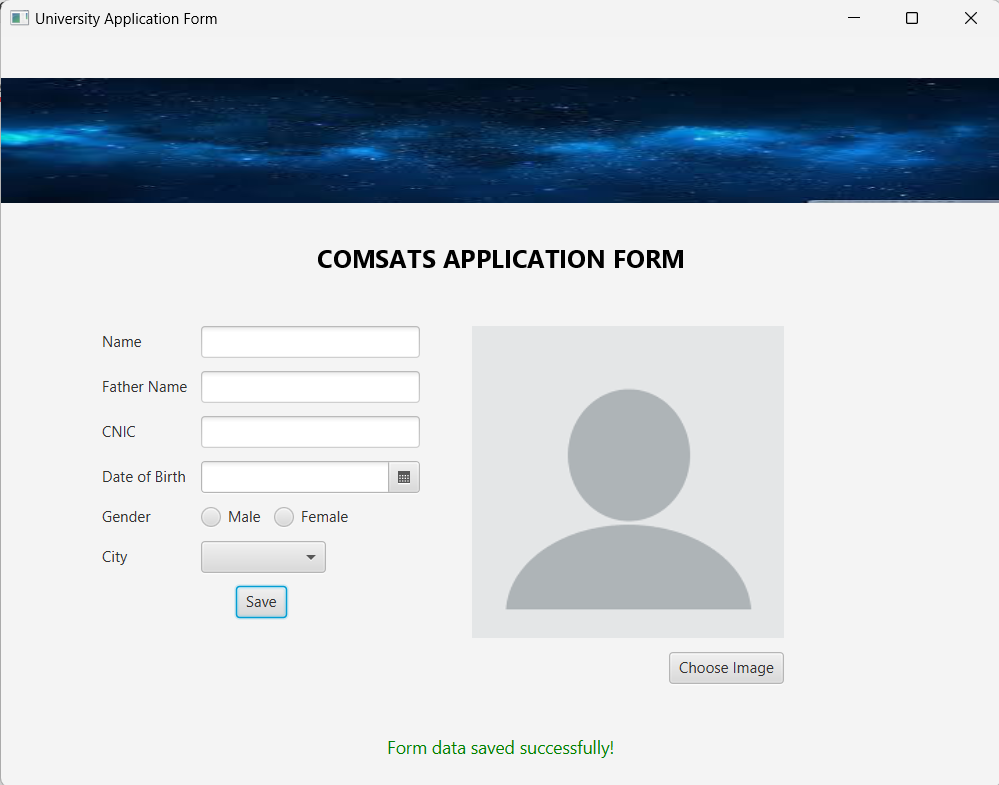 University Application Form
COMSATS APPLICATION FORM
Name
Father Name
CNIC
Date of Birth
Gender Male Female
City
Save
Choose Image
Form data saved successfully!